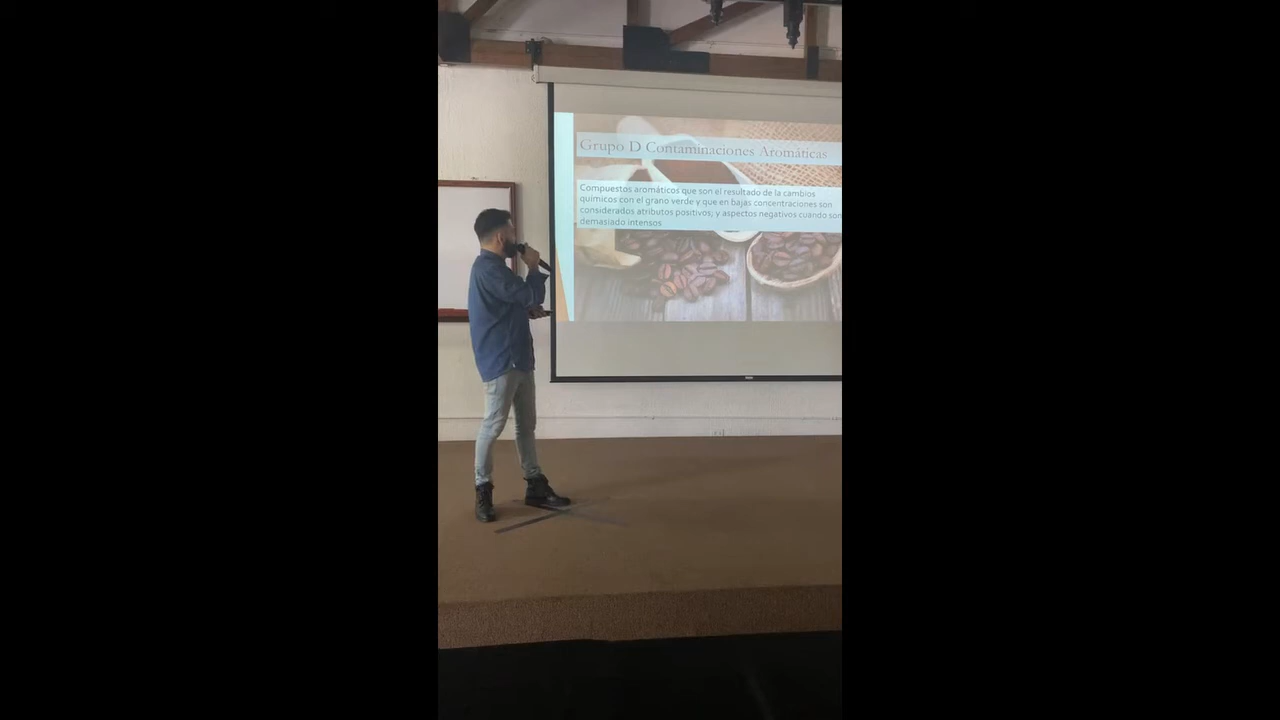 Grupo D Contaminaciones Aromáticas
Compuestos aromáticos que son el resultado de la cambios
químicos con el grano verde y que en bajas concentraciones son
considerados atributos positivos, y aspectos negativos cuando son
demasiado intensos